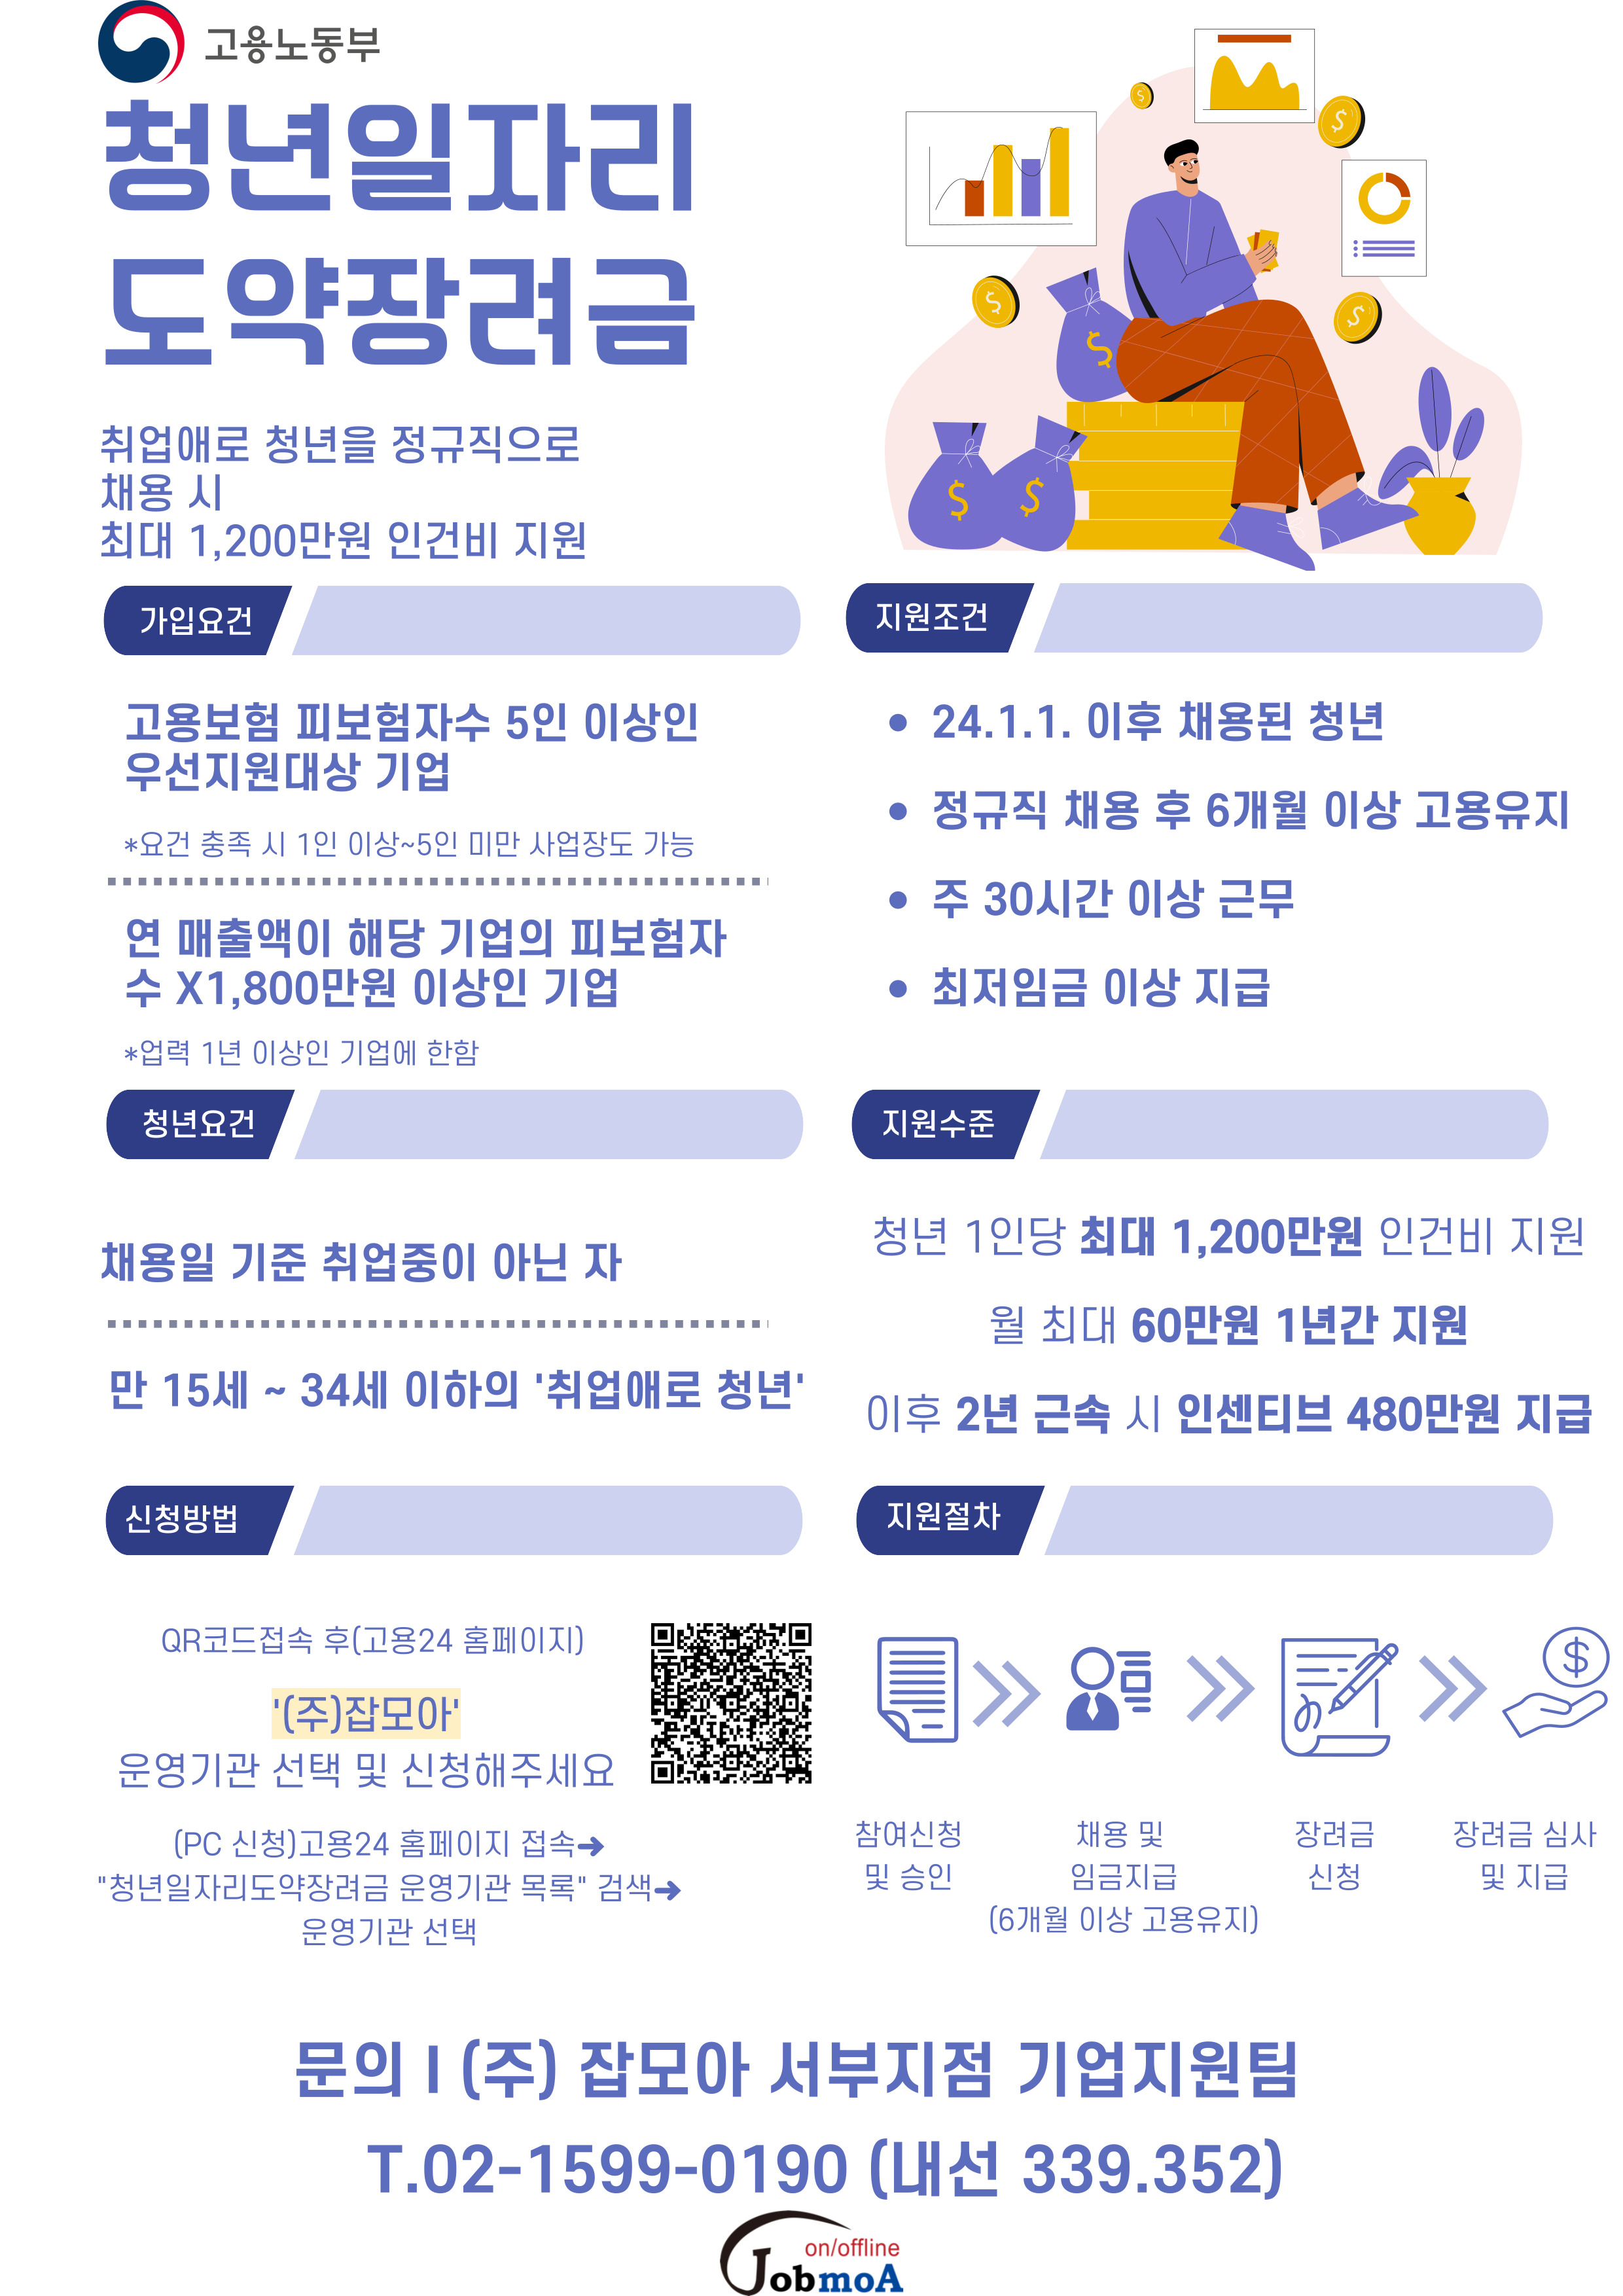 고용노동부
청년일자리
도약장려금
취업애로 청년을 정규직으로
채용 시
최대 1,200만원 인건비 지원
가입요건
고용보험 피보험자수 5인 이상인
우선지원대상 기업
*요건 충족 시 1인 이상~5인 미만 사업장도 가능
연 매출액이 해당 기업의 피보험자
수 X1,800만원 이상인 기업
*업력 1년 이상인 기업에 한함
지원조건
● 24.1.1. 이후 채용된 청년
● 정규직 채용 후 6개월 이상 고용유지
● 주 30시간 이상 근무
● 최저임금 이상 지급
청년요건
채용일 기준 취업중이 아닌 자
만 15세 ~ 34세 이하의 '취업애로 청년'
지원수준
청년 1인당 최대 1,200만원 인건비 지원
월 최대 60만원 1년간 지원
이후 2년 근속 시 인센티브 480만원 지급
신청방법
QR코드접속 후(고용24 홈페이지)
'(주)잡모아'
운영기관 선택 및 신청해주세요
(PC 신청)고용24 홈페이지 접속➜
"청년일자리도약장려금 운영기관 목록" 검색➜
운영기관 선택
지원절차
참여신청
및 승인
채용 및
임금지급
(6개월 이상 고용유지)
장려금
신청
장려금 심사
및 지급
문의 I (주) 잡모아 서부지점 기업지원팀
T.02-1599-0190 (내선 339.352)
on/offline
JobmoA